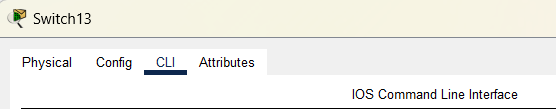 Switch13
Physical Config CLI Attributes
IOS Command Line Interface